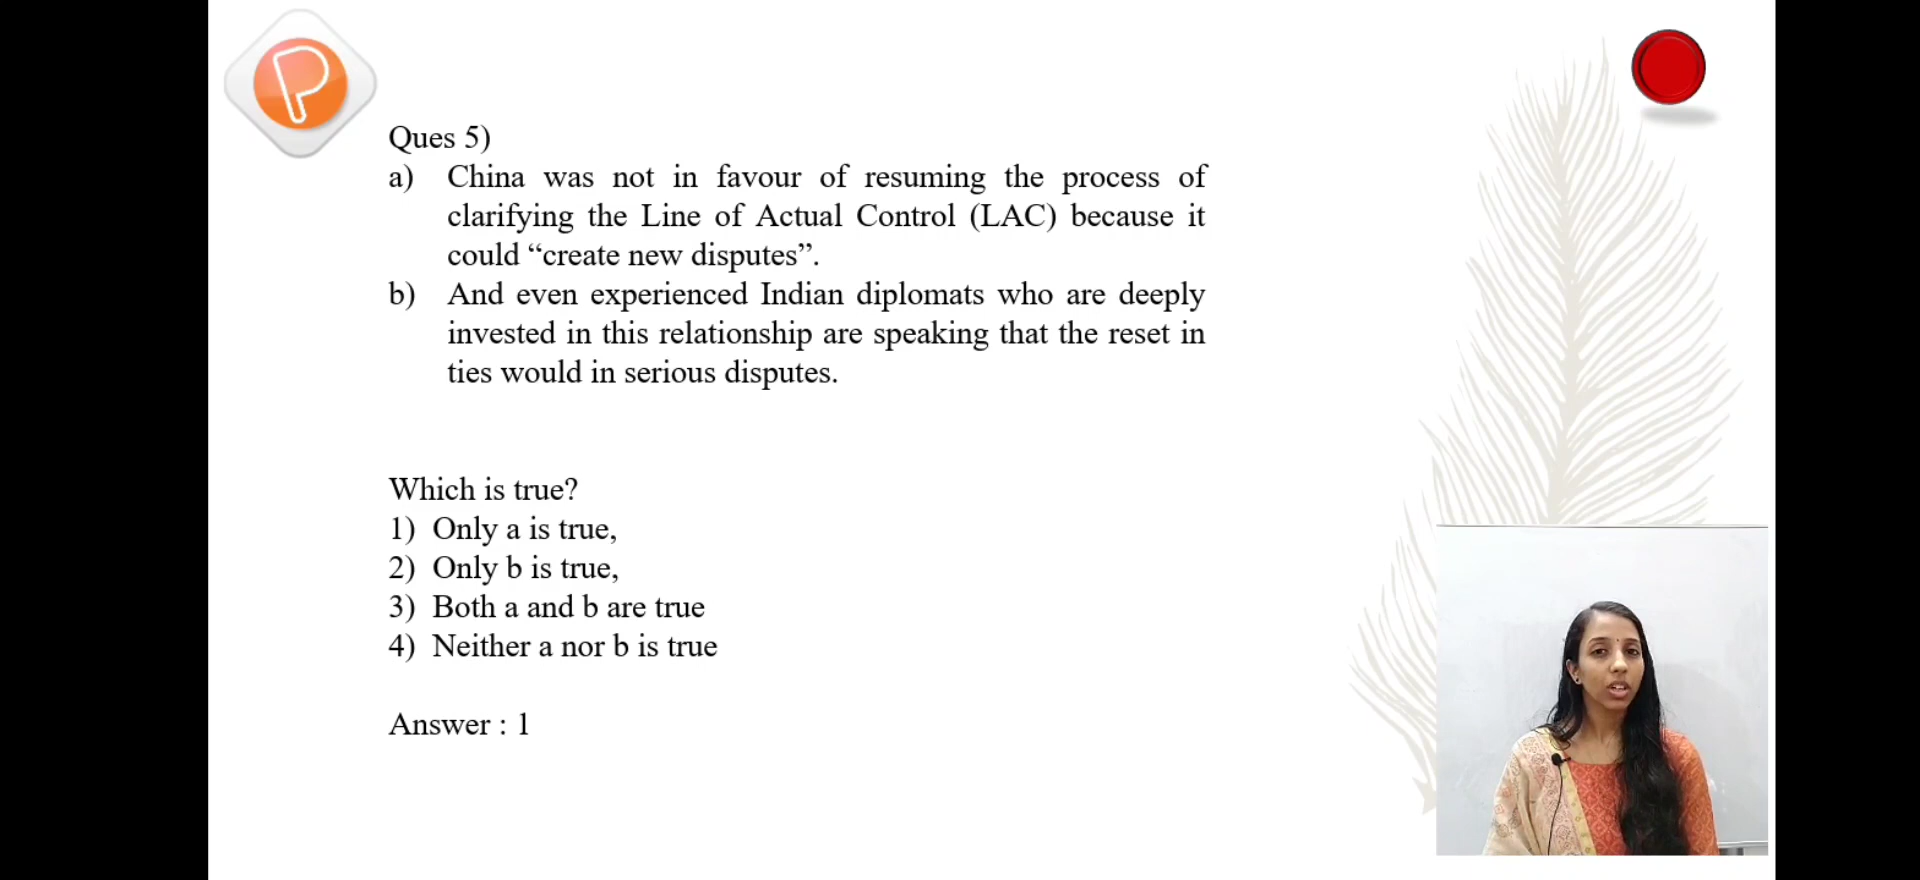 Ques 5)
a) China was not in favour of resuming the process of
clarifying the Line of Actual Control (LAC) because it
could “create new disputes”.
b) And even experienced Indian diplomats who are deeply
invested in this relationship are speaking that the reset in
ties would in serious disputes.
Which is true?
1) Only a is true,
2) Only b is true,
3) Both a and b are true
4) Neither a nor b is true
Answer : 1